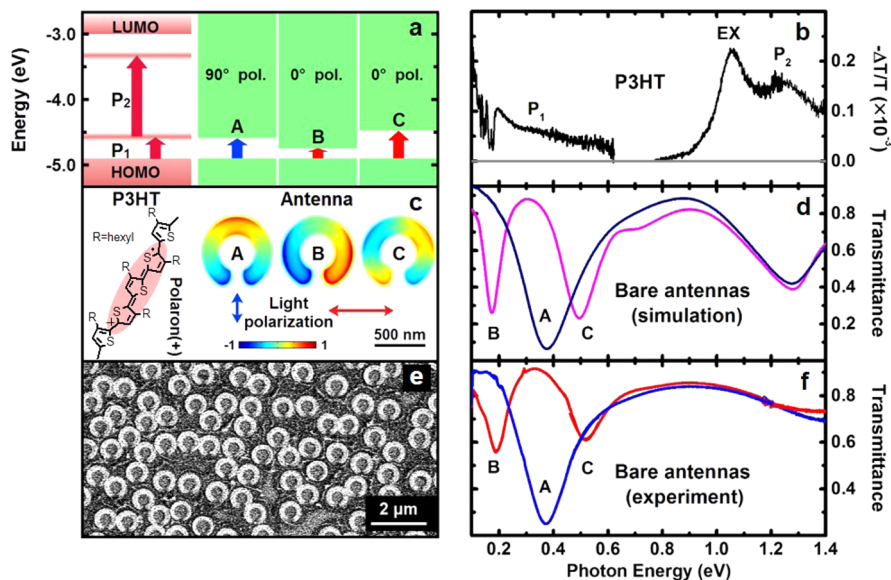 a
-3.0
-4.0
-5.0
Energy (eV)
LUMO
P2
P1
HOMO
90° pol.
0° pol.
0° pol.
A
B
C
P3HT
Antenna
c
R=hexyl
R
R
R
R
R
S
S
S
S
S
+
Polaron(+)
A
B
C
Light
polarization
-1
1
500 nm
e
2 µm
b
EX
P2
P3HT
P1
0.2
0.1
0.0
-ΔT/T (×10⁻³)
d
0.8
0.6
0.4
0.2
Transmittance
B
A
C
Bare antennas
(simulation)
f
0.8
0.6
0.4
Transmittance
B
A
C
Bare antennas
(experiment)
0.2
0.4
0.6
0.8
1.0
1.2
1.4
Photon Energy (eV)